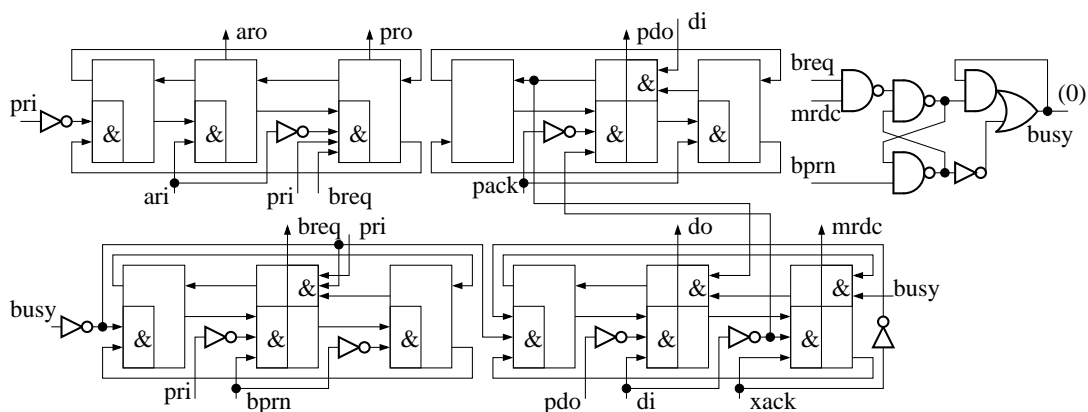 aro pro pdo di
pri & & & & & & breq mrdc bprn (0) busy
ari pri breq pack
breq pri do mrdc
busy & & & & & & & & busy
pri bprn pdo di xack